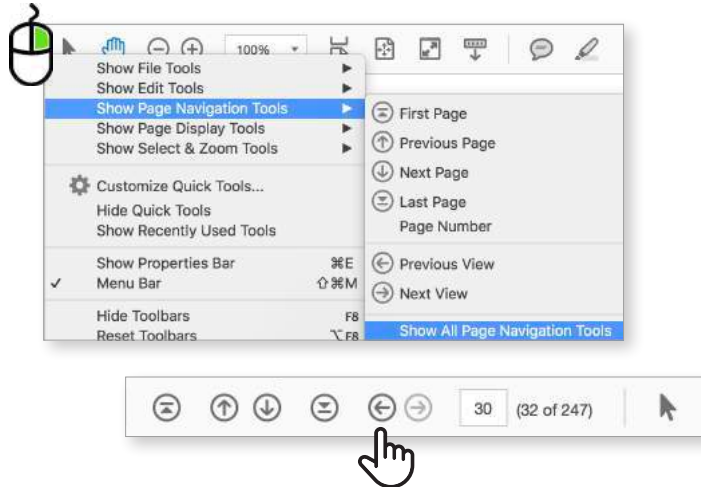 100%
Show File Tools
Show Edit Tools
Show Page Navigation Tools
Show Page Display Tools
Show Select & Zoom Tools
Customize Quick Tools...
Hide Quick Tools
Show Recently Used Tools
Show Properties Bar ⌘E
✓ Menu Bar ⇧⌘M
Hide Toolbars F8
Reset Toolbars ⌥F8
First Page
Previous Page
Next Page
Last Page
Page Number
Previous View
Next View
Show All Page Navigation Tools
30 (32 of 247)